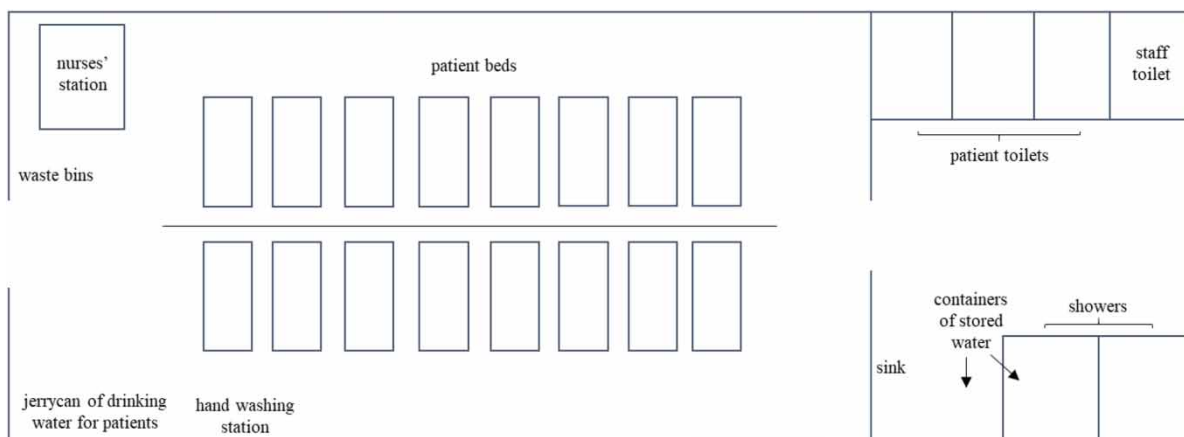 nurses’
station
patient beds
staff
toilet
patient toilets
waste bins
containers
of stored
water
showers
sink
jerrycan of drinking
water for patients
hand washing
station